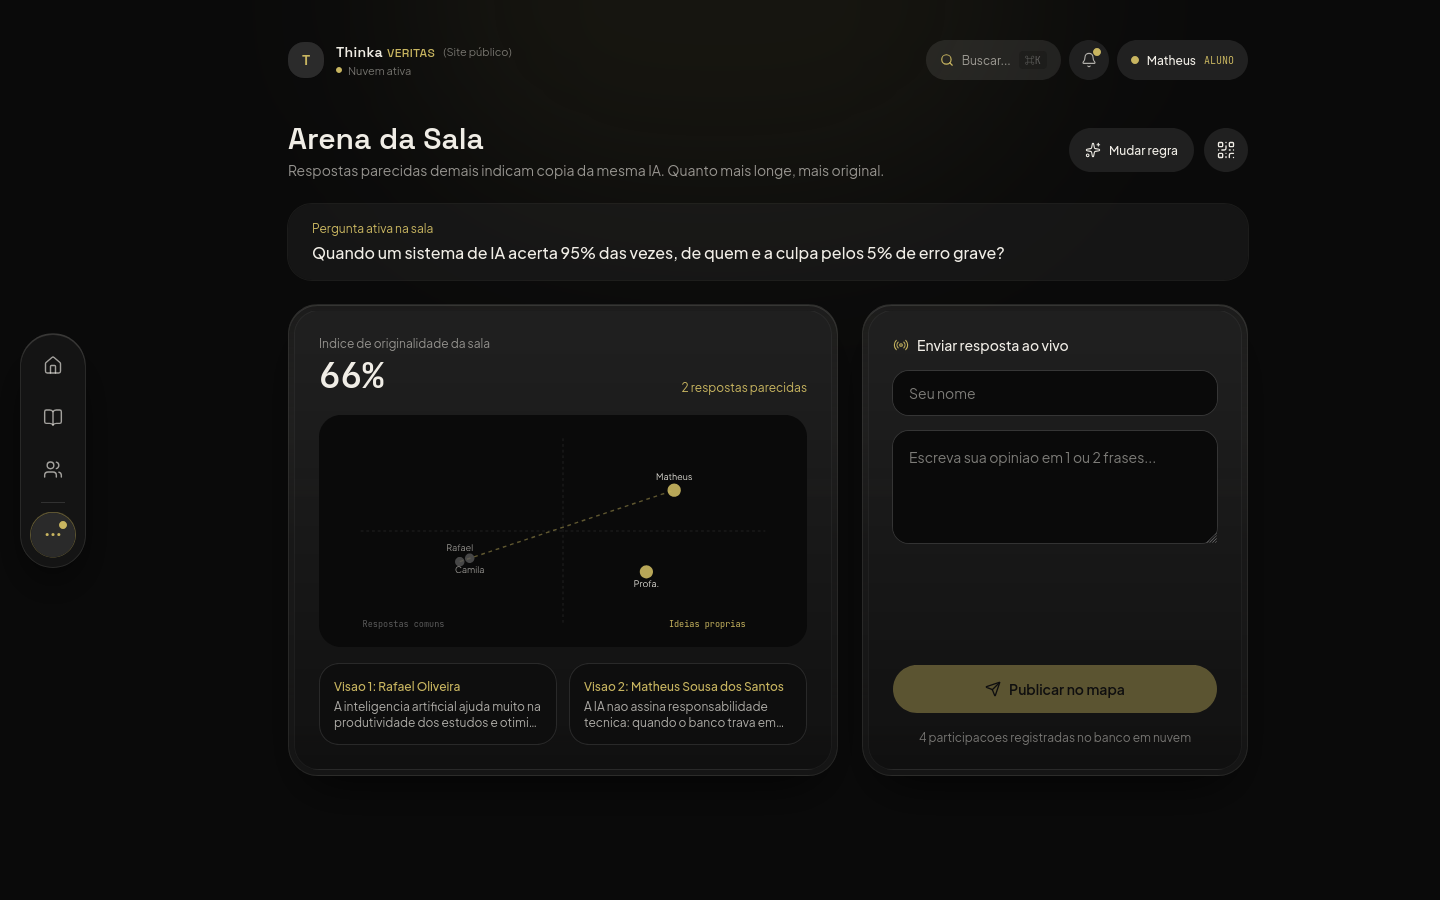 T
Thinka VERITAS (Site público)
Nuvem ativa
Buscar... ⌘K
Matheus ALUNO
Arena da Sala
Respostas parecidas demais indicam copia da mesma IA. Quanto mais longe, mais original.
Mudar regra
Pergunta ativa na sala
Quando um sistema de IA acerta 95% das vezes, de quem e a culpa pelos 5% de erro grave?
Indice de originalidade da sala
66%
2 respostas parecidas
Matheus
Rafael
Camila
Profa.
Respostas comuns
Ideias proprias
Visao 1: Rafael Oliveira
A inteligencia artificial ajuda muito na
produtividade dos estudos e otimi...
Visao 2: Matheus Sousa dos Santos
A IA nao assina responsabilidade
tecnica: quando o banco trava em...
Enviar resposta ao vivo
Seu nome
Escreva sua opiniao em 1 ou 2 frases...
Publicar no mapa
4 participacoes registradas no banco em nuvem